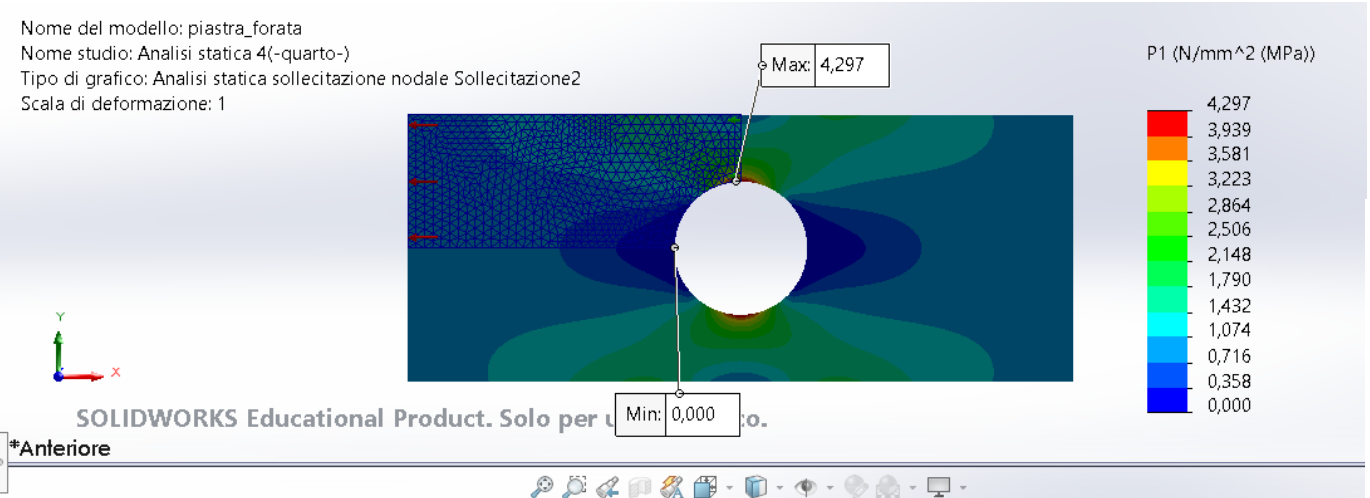 Nome del modello: piastra_forata
Nome studio: Analisi statica 4(-quarto-)
Tipo di grafico: Analisi statica sollecitazione nodale Sollecitazione2
Scala di deformazione: 1
Max: 4,297
P1 (N/mm^2 (MPa))
4,297
3,939
3,581
3,223
2,864
2,506
2,148
1,790
1,432
1,074
0,716
0,358
0,000
Y
X
Min: 0,000
SOLIDWORKS Educational Product. Solo per u o.
*Anteriore